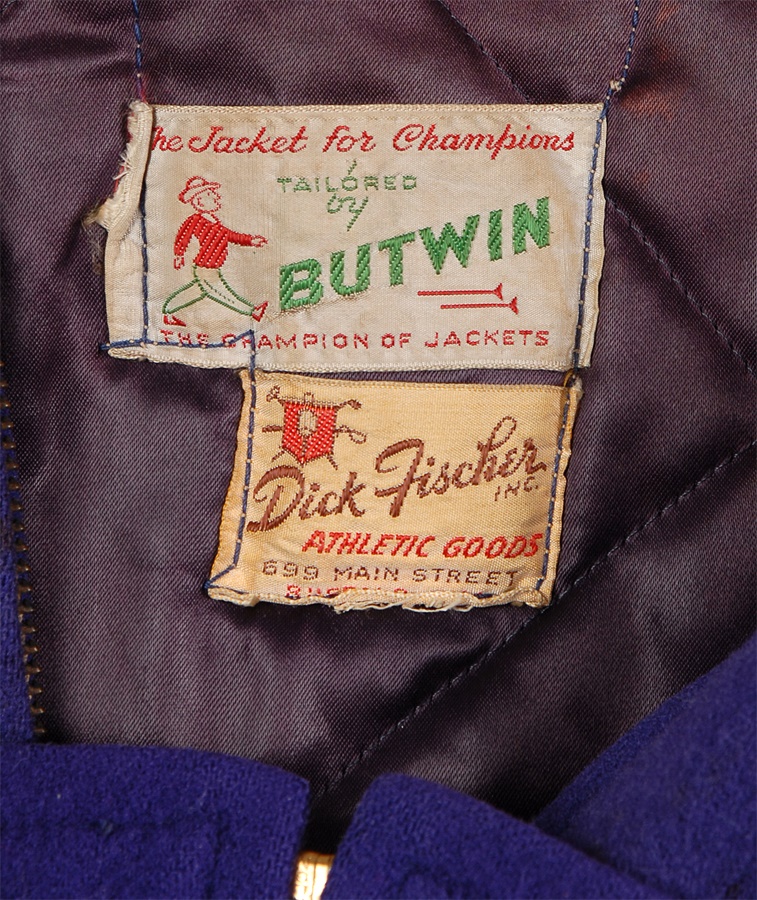 he Jacket for Champions
TAILORED
by
BUTWIN
THE CHAMPION OF JACKETS
Dick Fischer
INC.
ATHLETIC GOODS
699 MAIN STREET